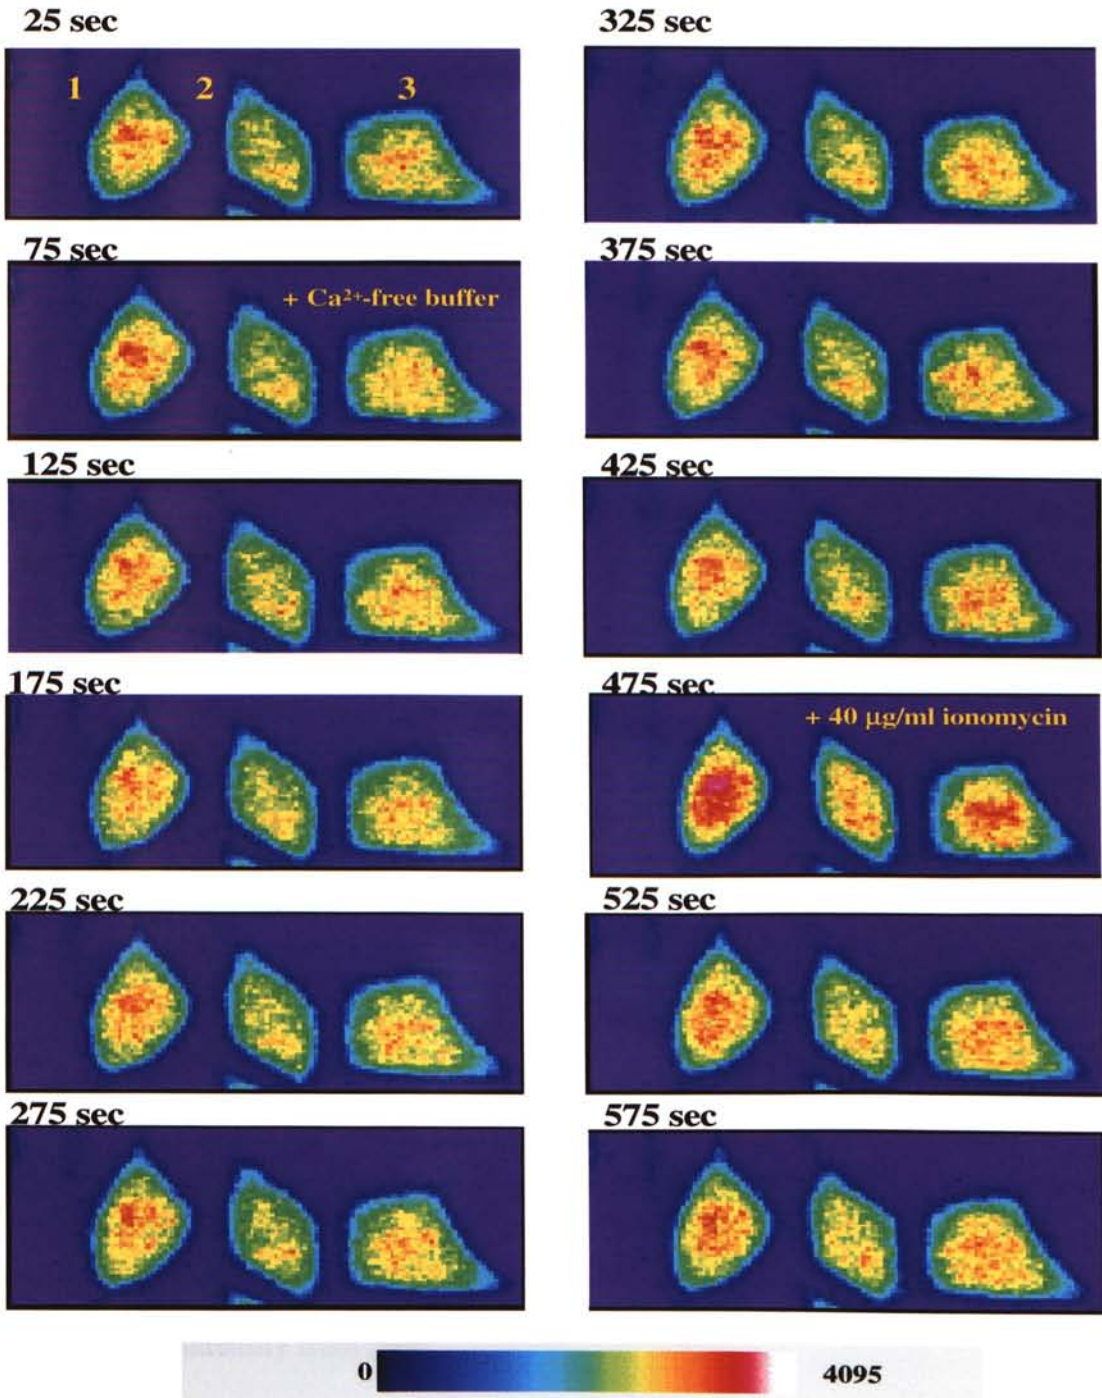 25 sec
1 2 3
75 sec
+ Ca²⁺-free buffer
125 sec
175 sec
225 sec
275 sec
325 sec
375 sec
425 sec
475 sec
+ 40 µg/ml ionomycin
525 sec
575 sec
0 4095